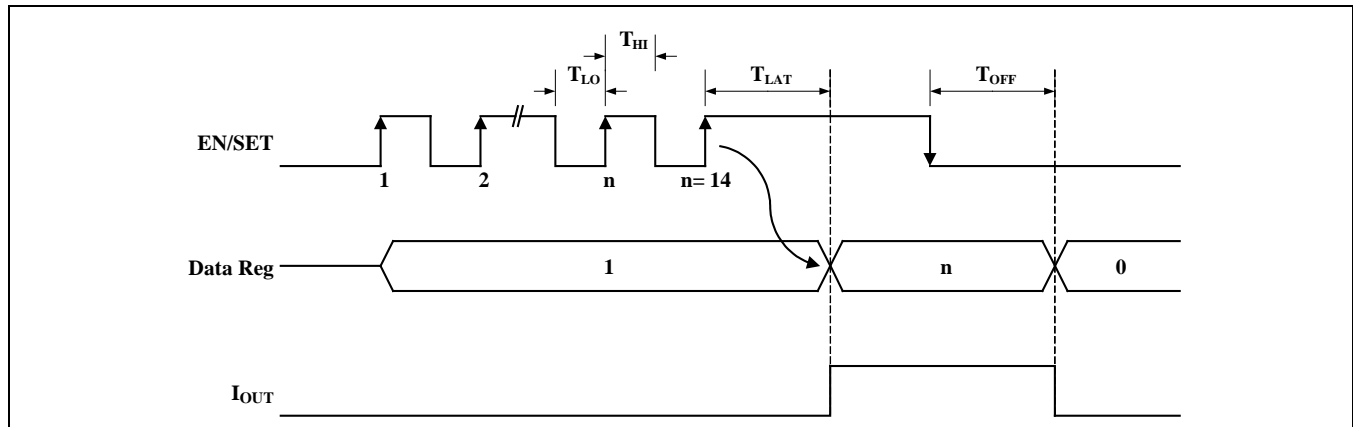 T_HI
T_LO T_LAT T_OFF
EN/SET
1 2 n n= 14
Data Reg 1 n 0
I_OUT